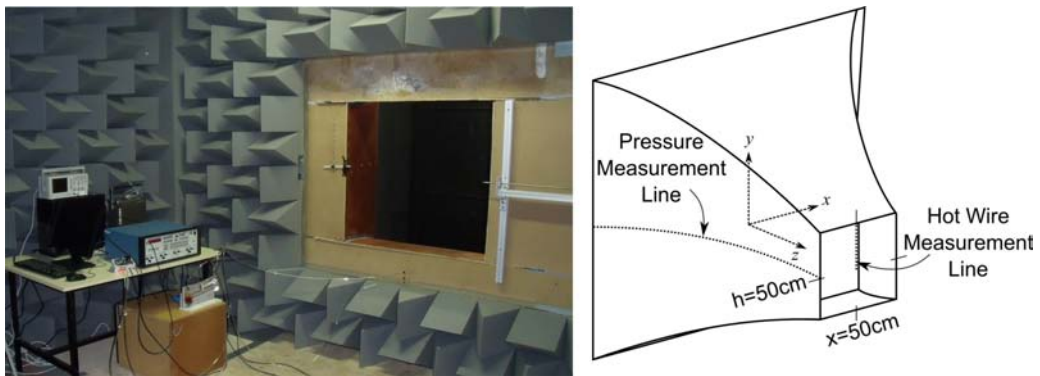 Pressure
Measurement
Line
y
x
z
h=50cm
Hot Wire
Measurement
Line
x=50cm